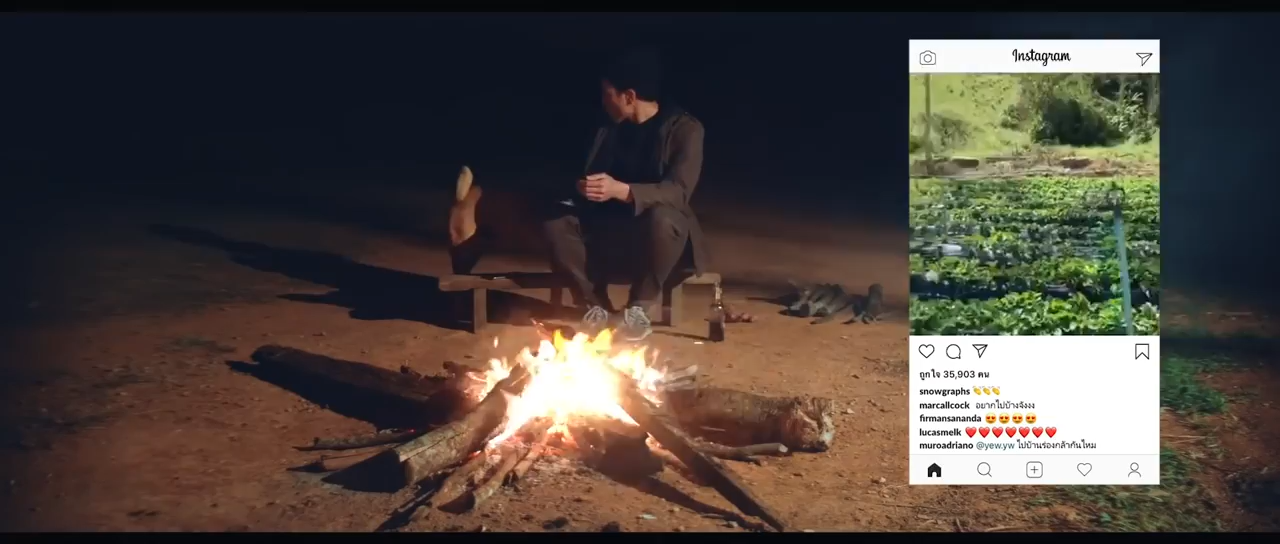 Instagram
ถูกใจ 35,903 คน
snowgraphs 👏👏👏
marcallcock อยากไปบ้างจังงง
firmansananda 😍😍😍😍
lucasmelk ❤️❤️❤️❤️❤️❤️❤️
muroadriano @yew.yw ไปบ้านร่องกล้ากันไหม